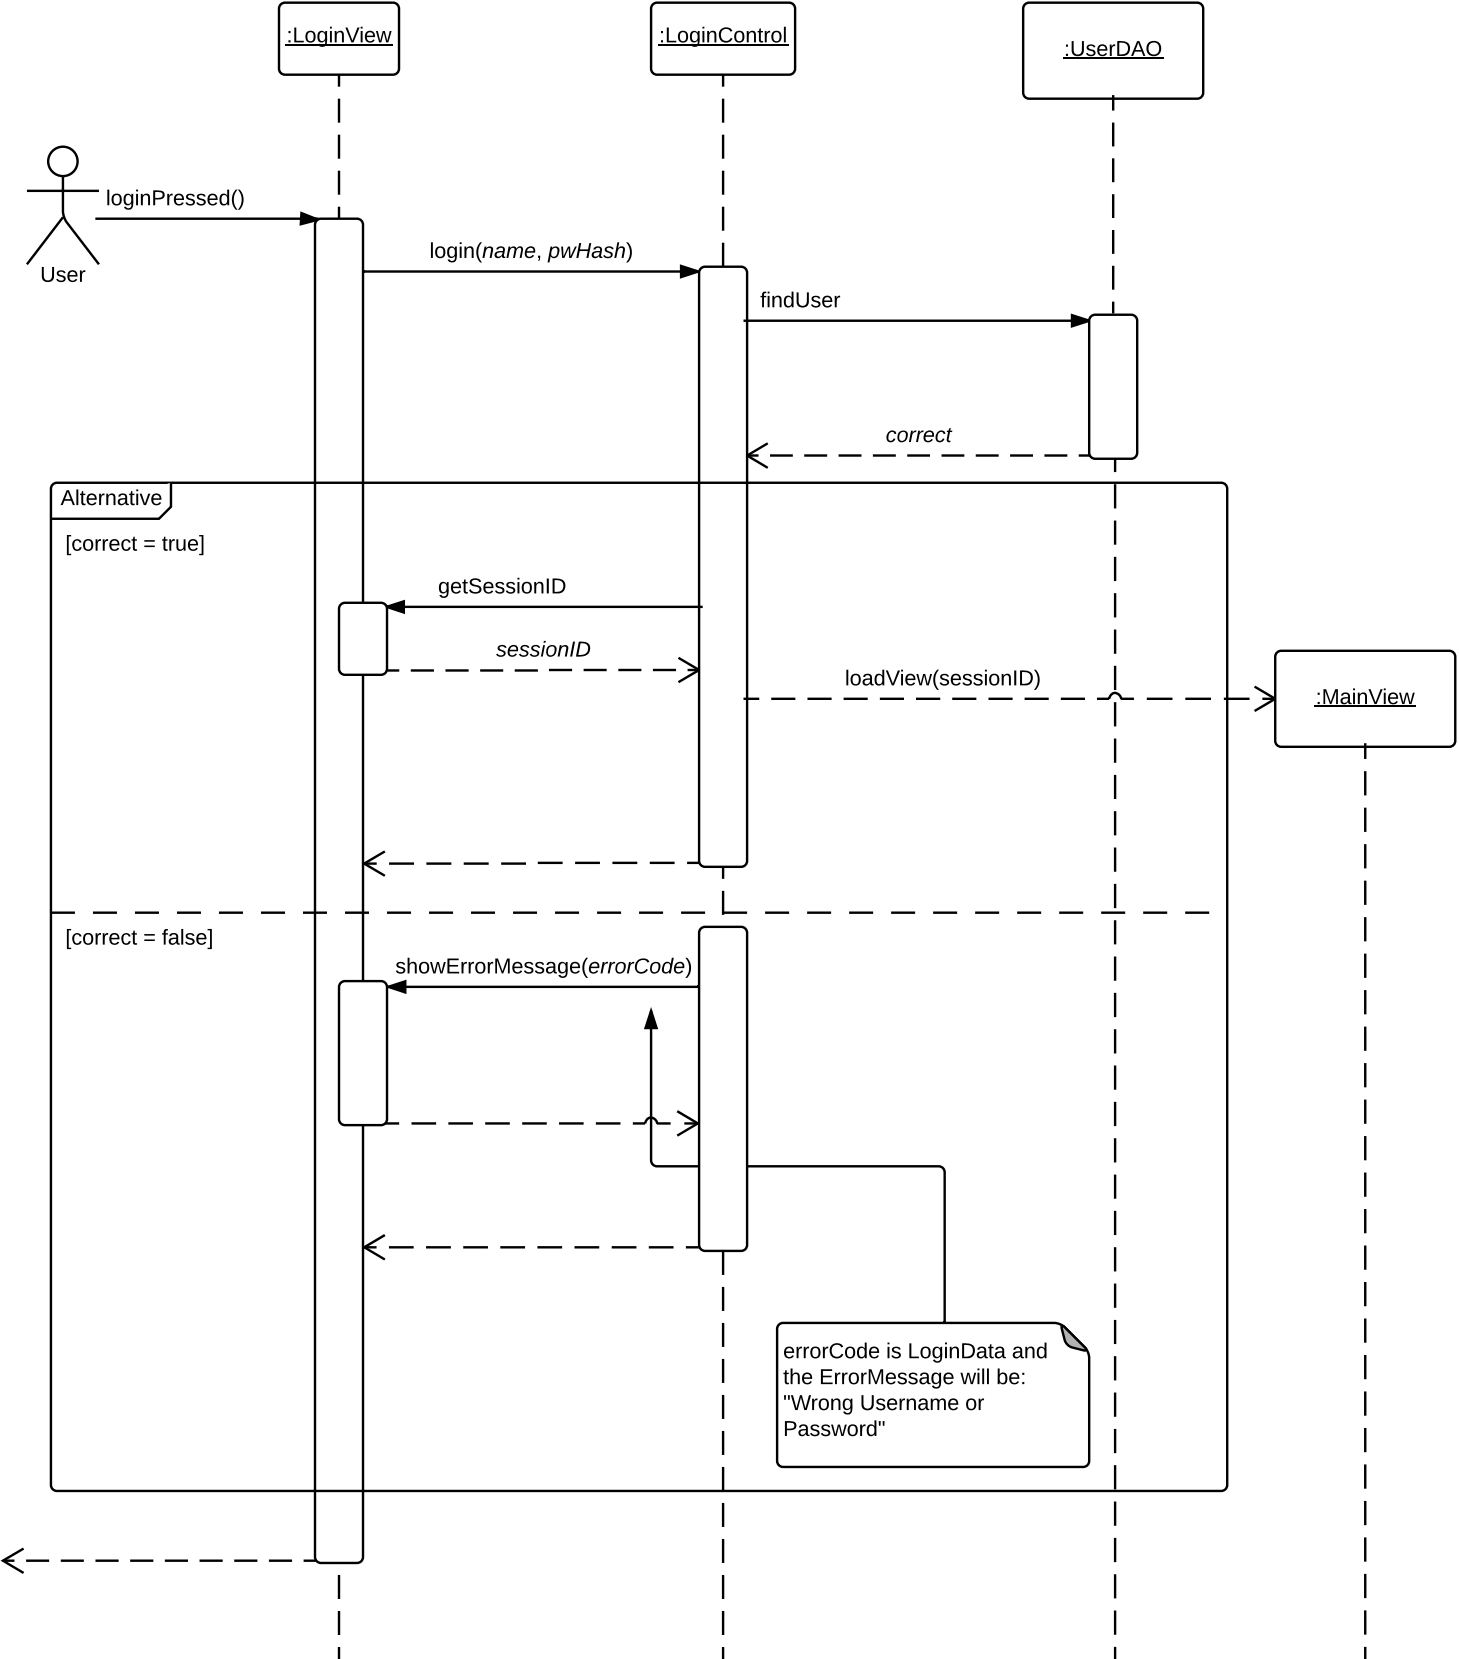 :LoginView
:LoginControl
:UserDAO
loginPressed()
User
login(name, pwHash)
findUser
correct
Alternative
[correct = true]
getSessionID
sessionID
loadView(sessionID)
:MainView
[correct = false]
showErrorMessage(errorCode)
errorCode is LoginData and
the ErrorMessage will be:
"Wrong Username or
Password"